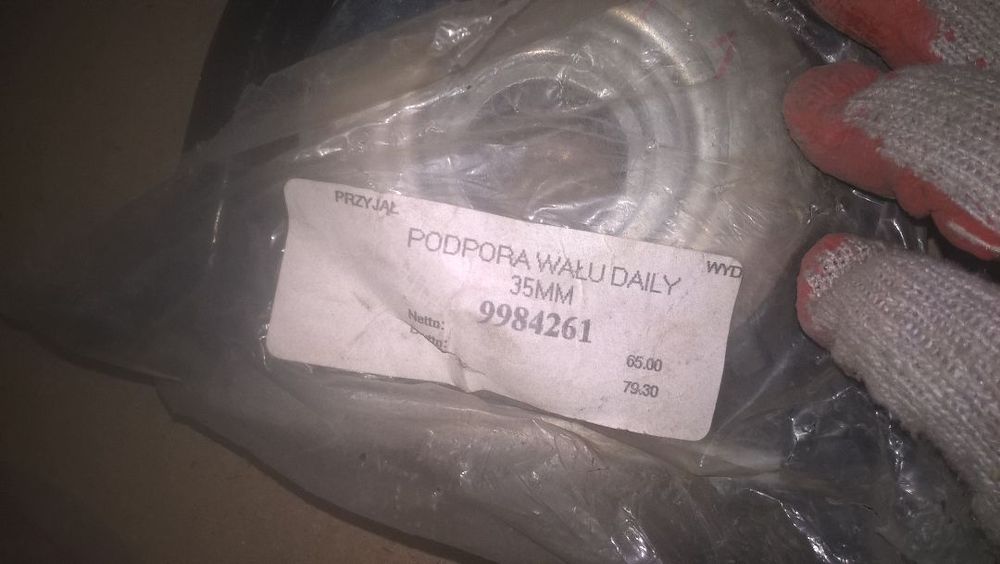 PRZYJĄŁ
WYD
PODPORA WAŁU DAILY
35MM
9984261
Netto:
65.00
79.30